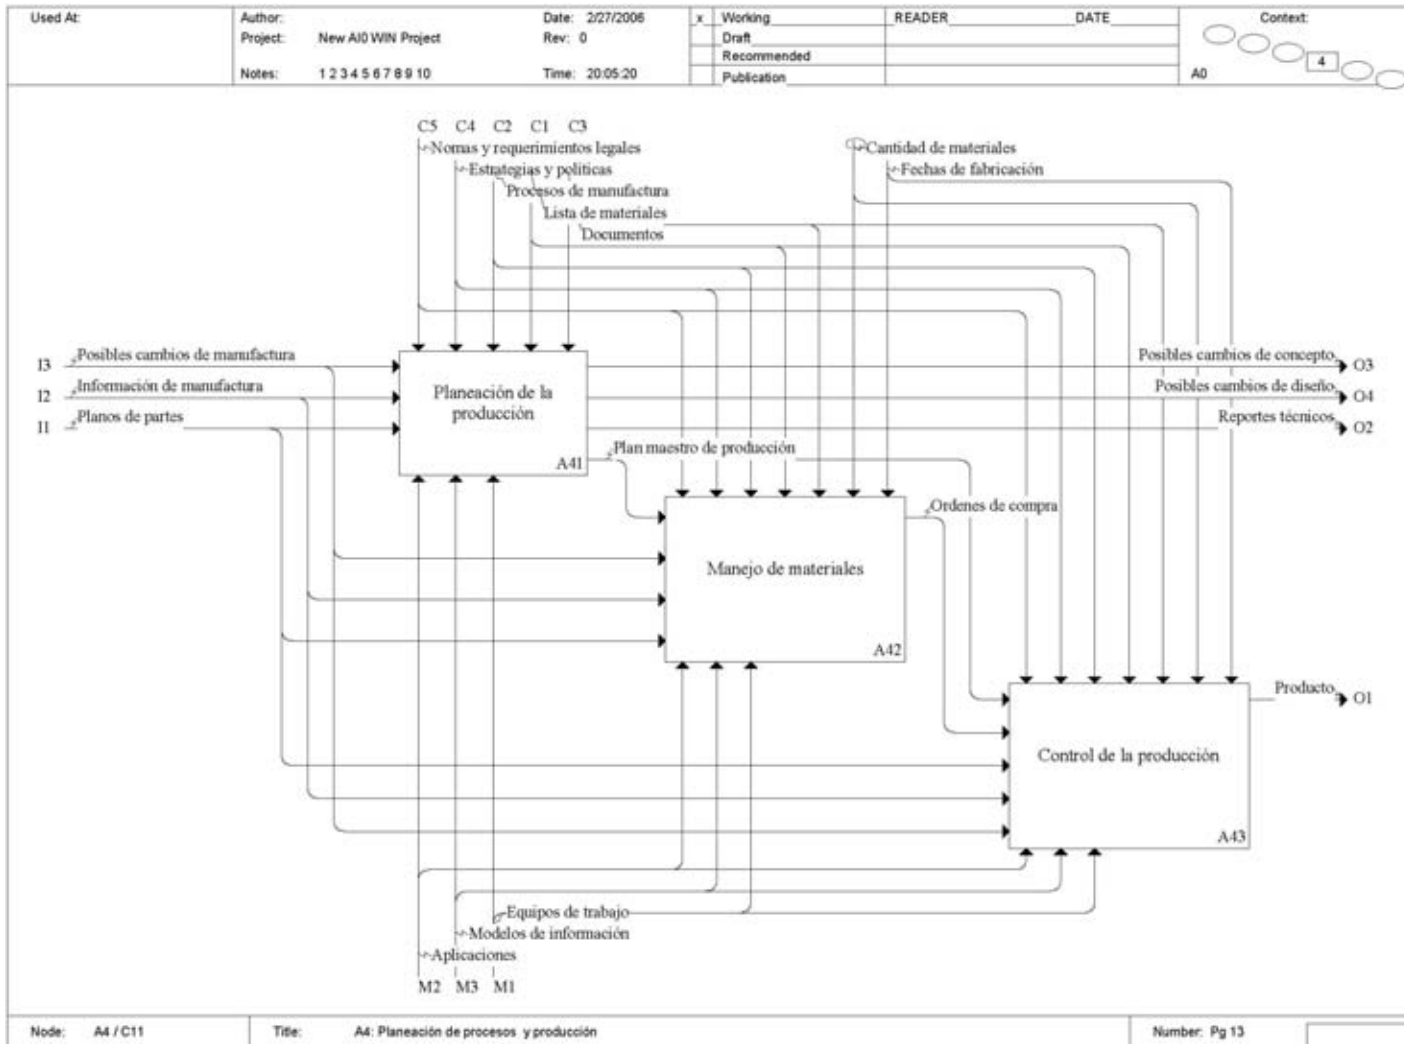 Used At:
Author:
Date: 2/27/2006
x Working
READER
DATE
Context:
Project: New AI0 WIN Project
Rev: 0
Draft
Recommended
4
Notes: 1 2 3 4 5 6 7 8 9 10
Time: 20:05:20
Publication
A0
C5 C4 C2 C1 C3
Nomas y requerimientos legales
Cantidad de materiales
Estrategias y politicas
Fechas de fabricación
Procesos de manufactura
Lista de materiales
Documentos
I3 Posibles cambios de manufactura
Posibles cambios de concepto O3
I2 Información de manufactura
Planeación de la
producción
Posibles cambios de diseño O4
I1 Planos de partes
Reportes técnicos O2
Plan maestro de producción
A41
Ordenes de compra
Manejo de materiales
A42
Producto O1
Control de la producción
A43
Equipos de trabajo
Modelos de información
Aplicaciones
M2 M3 M1
Node: A4 / C11
Title: A4: Planeación de procesos y producción
Number: Pg 13